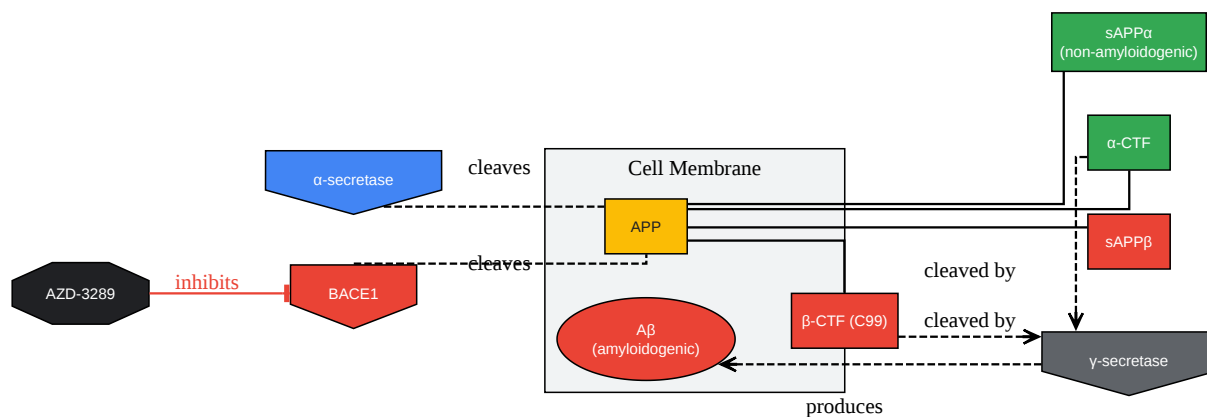 sAPPα
(non-amyloidogenic)
α-CTF
cleaves
Cell Membrane
α-secretase
APP
sAPPβ
cleaves
cleaved by
inhibits
AZD-3289
BACE1
β-CTF (C99)
cleaved by
Aβ
(amyloidogenic)
γ-secretase
produces